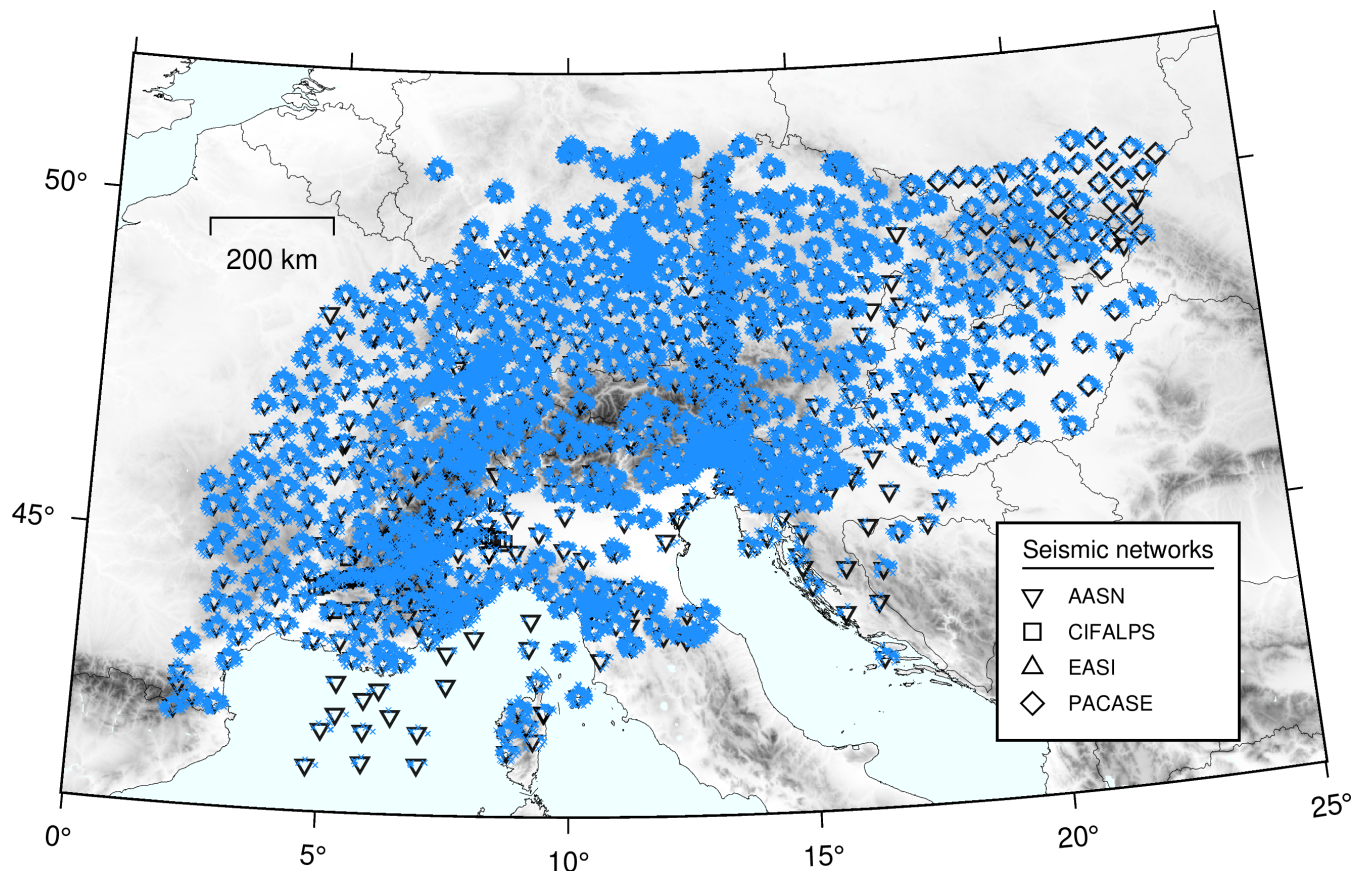 50°
200 km
45°
Seismic networks
AASN
CIFALPS
EASI
PACASE
0°
5°
10°
15°
20°
25°